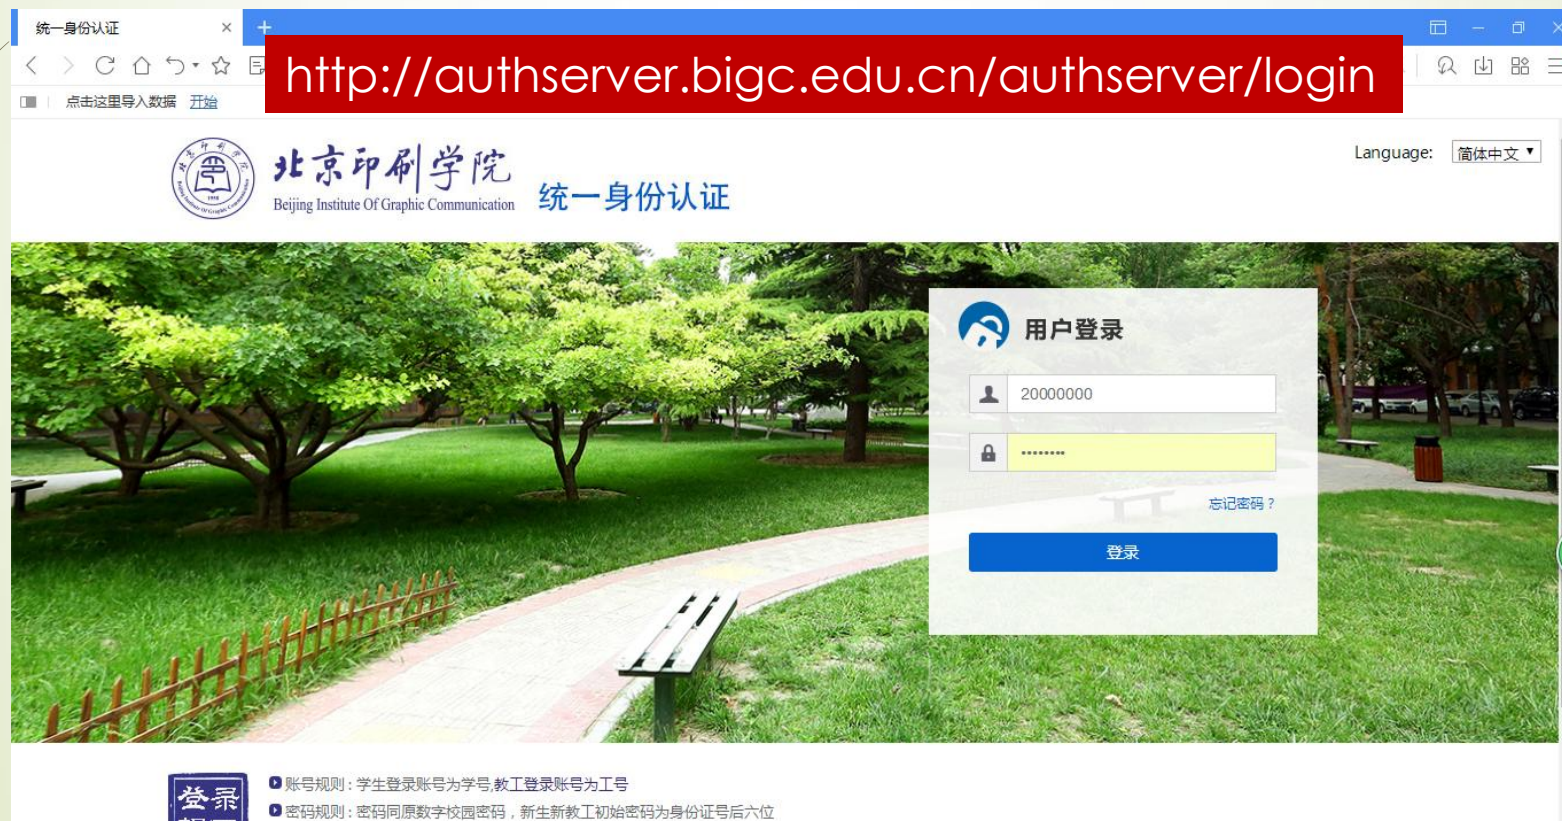 统一身份认证
http://authserver.bigc.edu.cn/authserver/login
点击这里导入数据 开始
北京印刷学院
Beijing Institute Of Graphic Communication
统一身份认证
Language: 简体中文
用户登录
20000000
••••••••
忘记密码？
登录
登录
账号规则：学生登录账号为学号,教工登录账号为工号
密码规则：密码同原数字校园密码，新生新教工初始密码为身份证号后六位